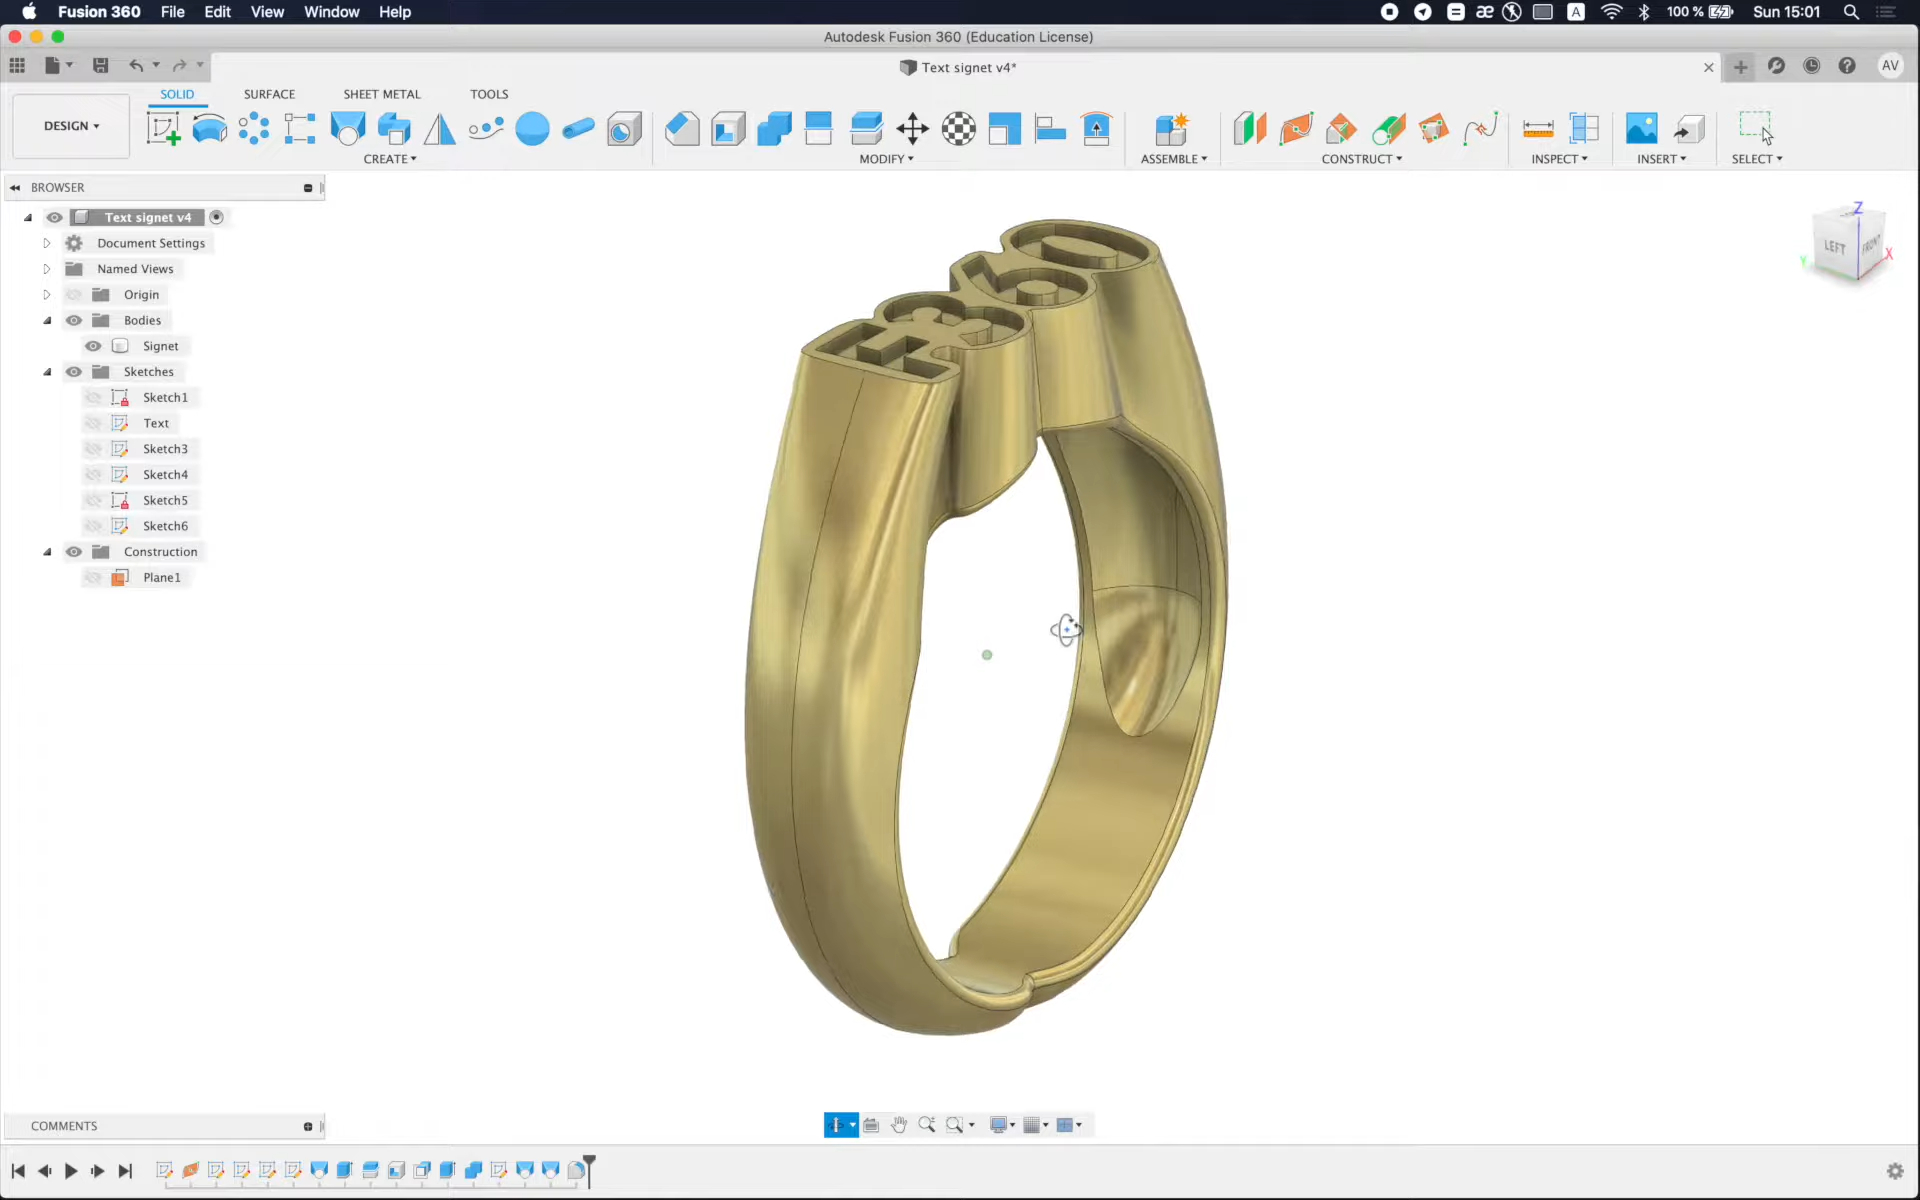 Fusion 360 File Edit View Window Help æ A 100 % Sun 15:01
Autodesk Fusion 360 (Education License)
Text signet v4*
AV
SOLID SURFACE SHEET METAL TOOLS
DESIGN
CREATE MODIFY ASSEMBLE CONSTRUCT INSPECT INSERT SELECT
BROWSER
Text signet v4
Document Settings
Named Views
Origin
Bodies
Signet
Sketches
Sketch1
Text
Sketch3
Sketch4
Sketch5
Sketch6
Construction
Plane1
Z
LEFT FRONT
Y X
COMMENTS